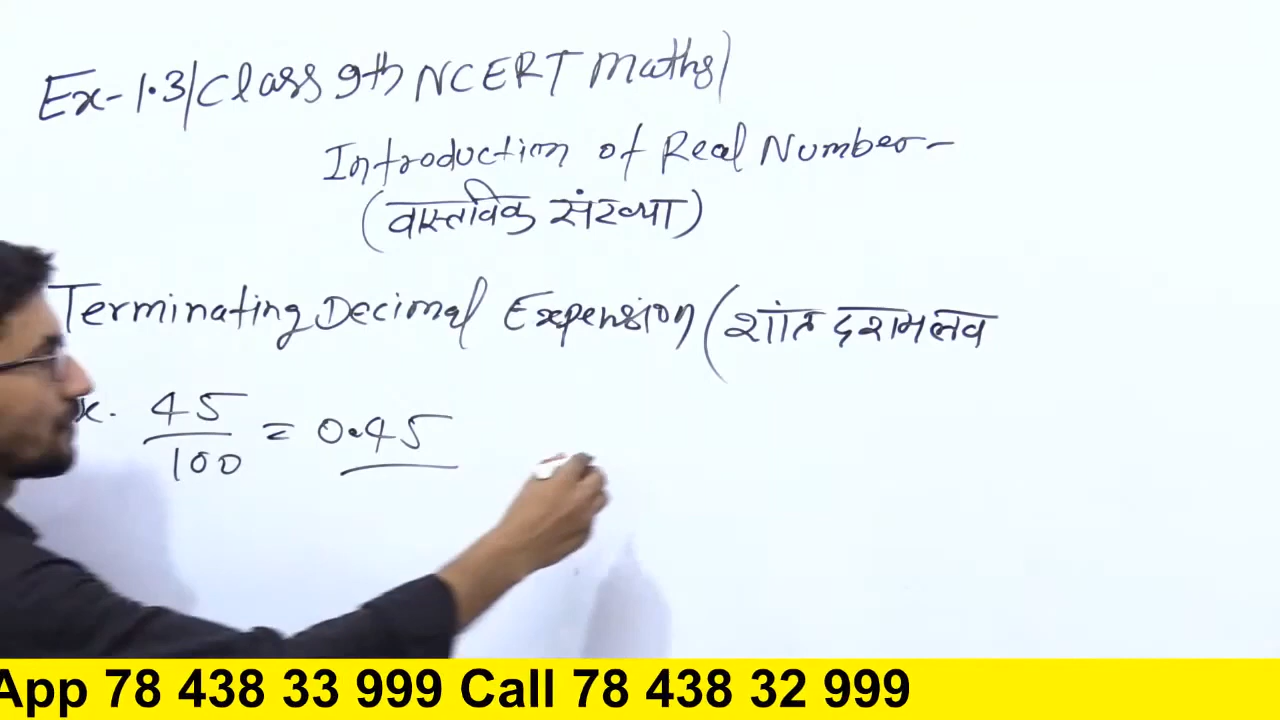 Ex-1.3/Class 9th NCERT Maths/
Introduction of Real Number-
(वास्तविक संख्या)
Terminating Decimal Expension (शांत दशमलव
x. 45/100 = 0.45
App 78 438 33 999 Call 78 438 32 999